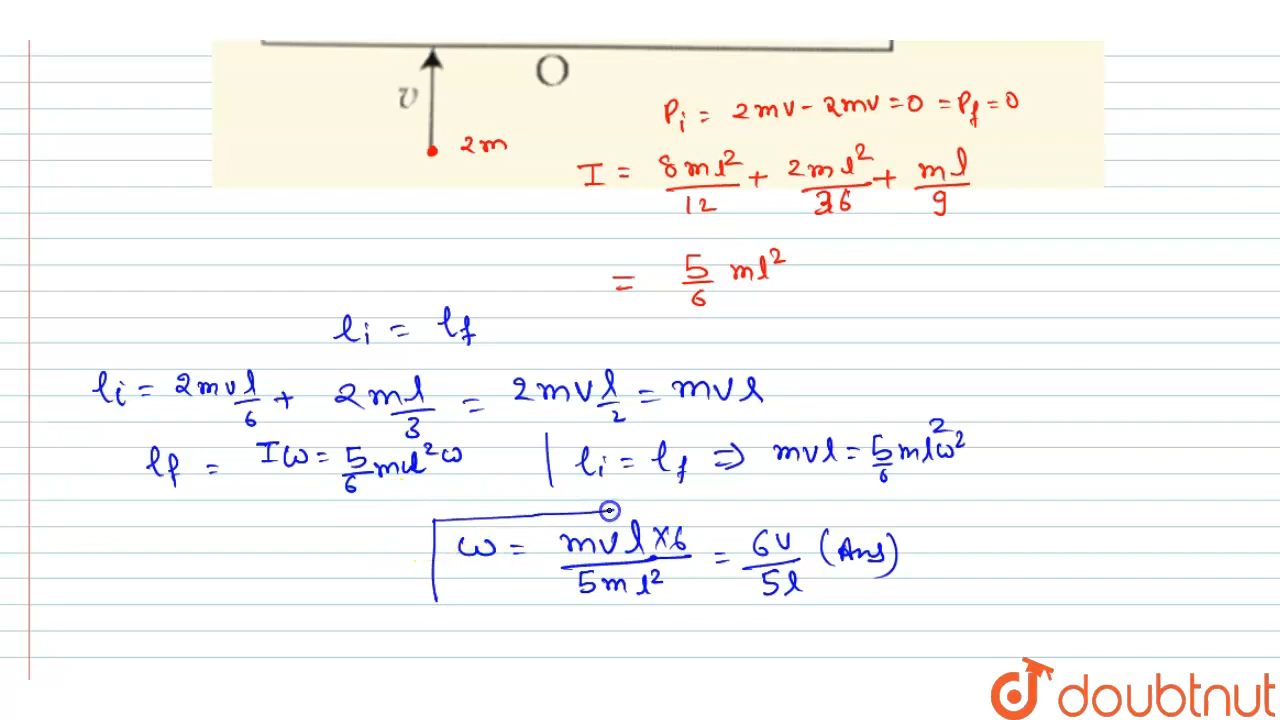 O
v
2m
Pi = 2mv - 2mv = 0 = Pf = 0
I = 8ml²/12 + 2ml²/36 + ml/9
= 5/6 ml²
li = lf
li = 2mvl/6 + 2ml/3 = 2mvl/2 = mvl
lf = Iω = 5/6 ml²ω | li = lf ⇒ mvl = 5/6 ml²ω²
ω = mvl×6/5ml² = 6v/5l (Ans)
doubtnut